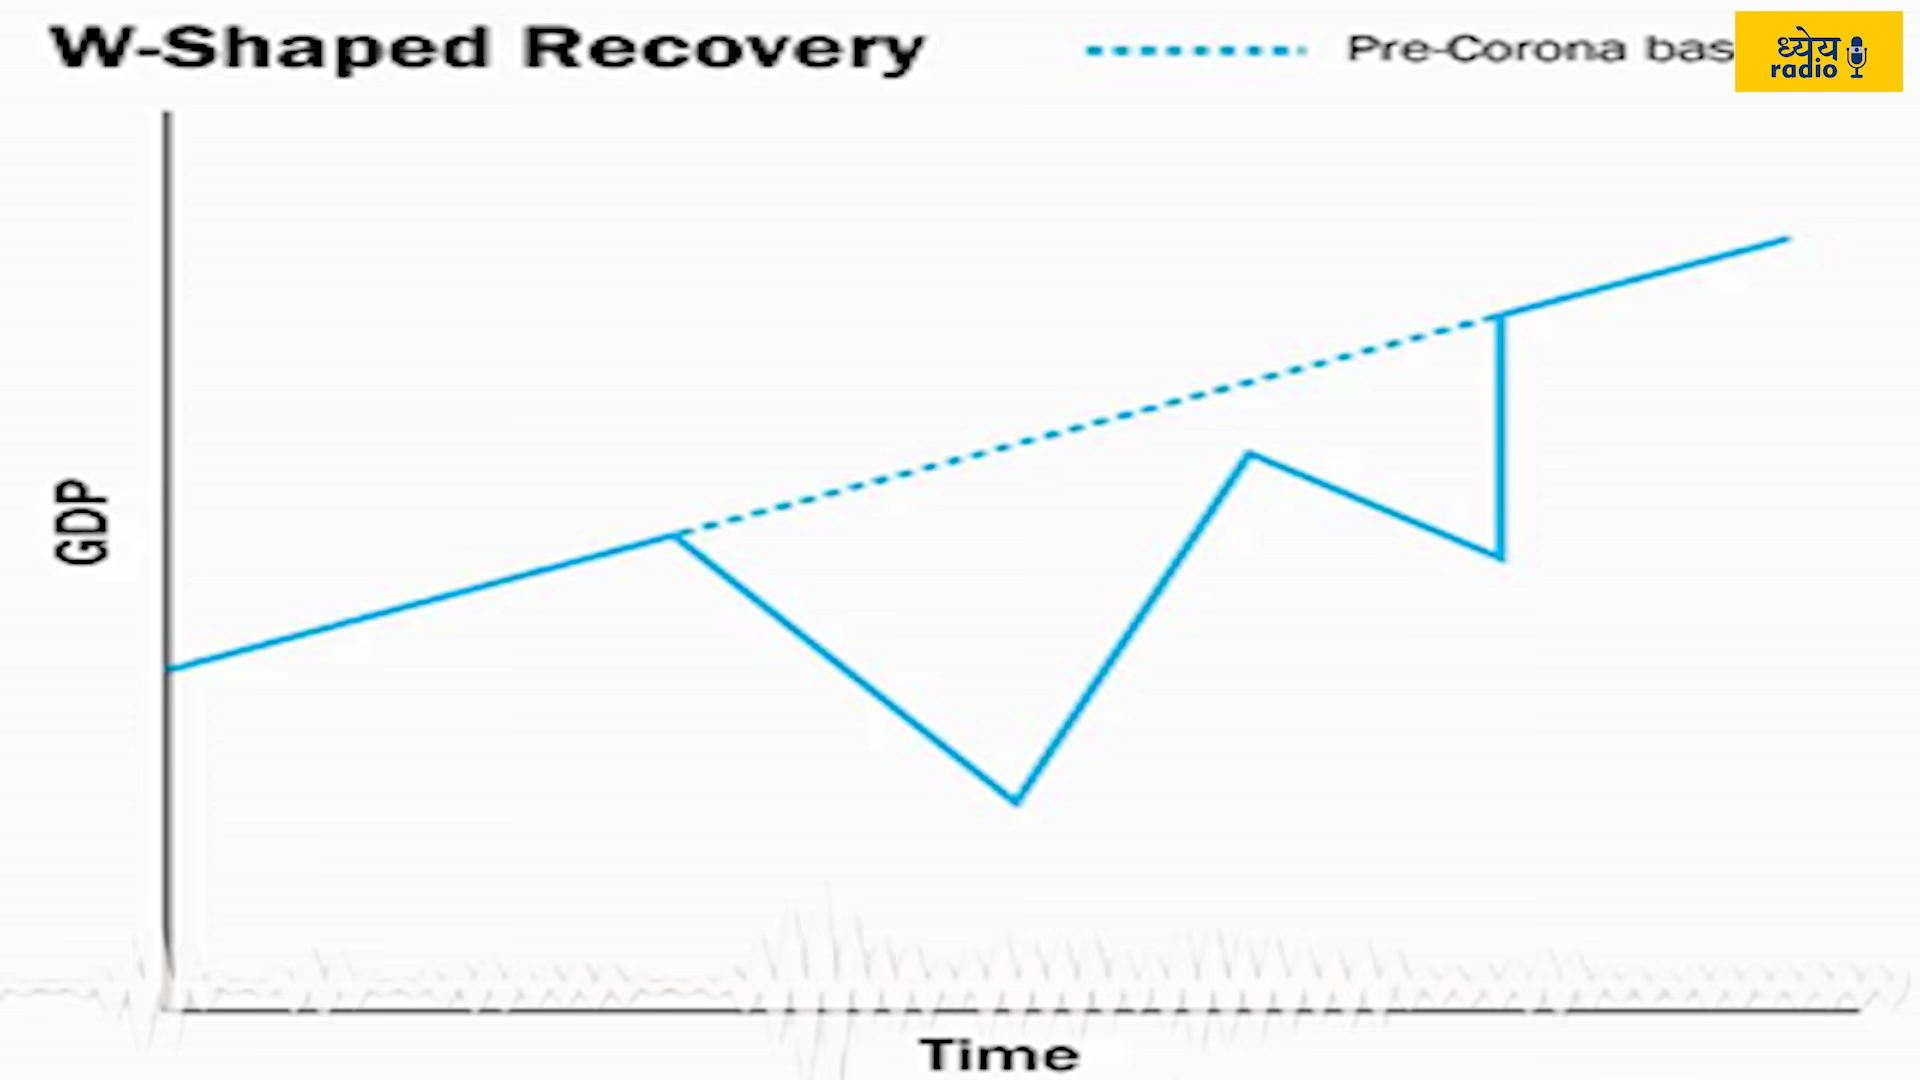 W-Shaped Recovery
Pre-Corona bas
ध्येय
radio
GDP
Time